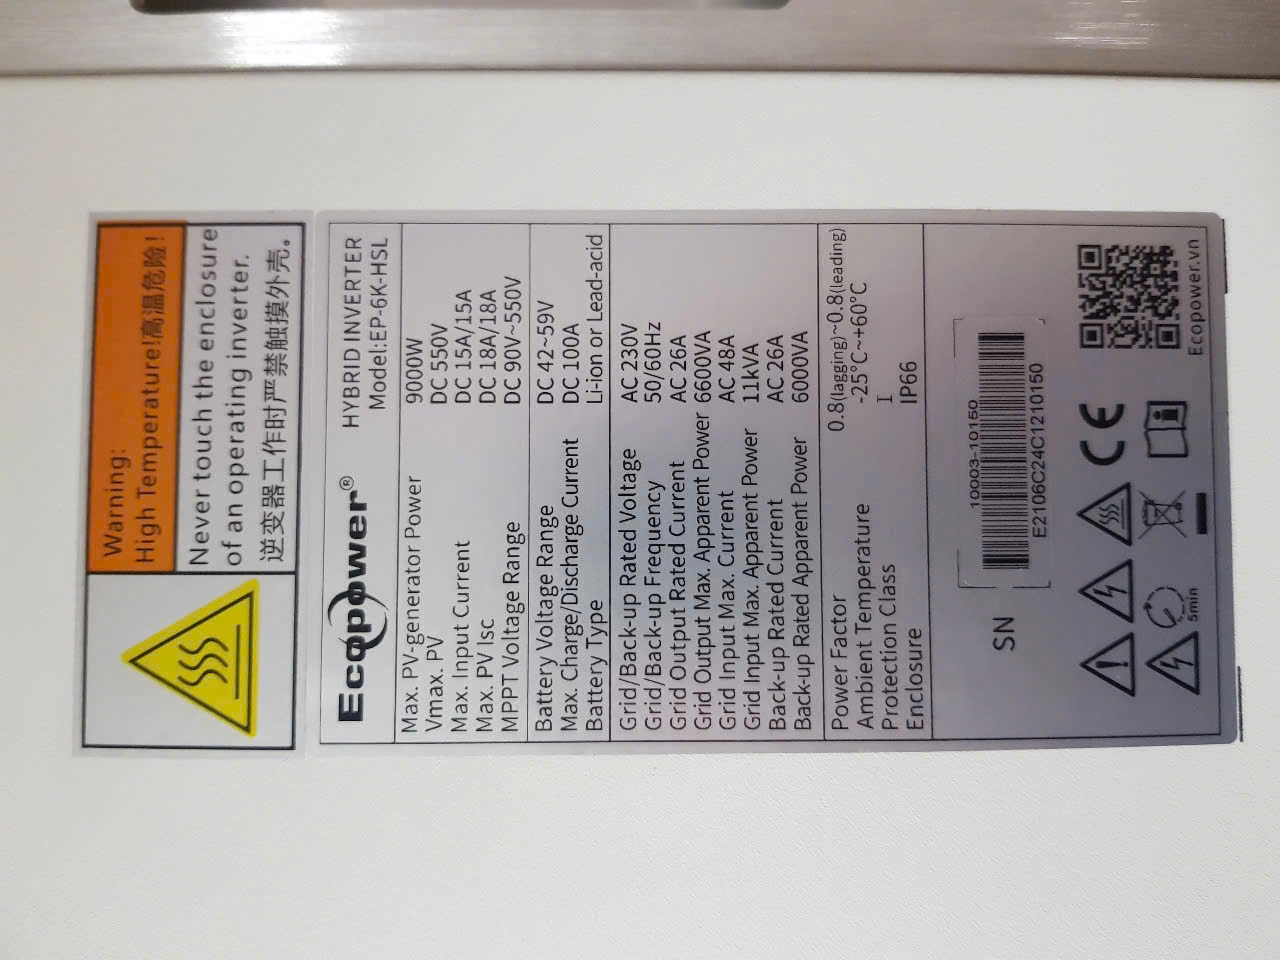 Warning:
High Temperature!高温危险!
Never touch the enclosure
of an operating inverter.
逆变器工作时严禁触摸外壳。
Ecopower®
HYBRID INVERTER
Model:EP-6K-HSL
Max. PV-generator Power 9000W
Vmax. PV DC 550V
Max. Input Current DC 15A/15A
Max. PV Isc DC 18A/18A
MPPT Voltage Range DC 90V~550V
Battery Voltage Range DC 42~59V
Max. Charge/Discharge Current DC 100A
Battery Type Li-ion or Lead-acid
Grid/Back-up Rated Voltage AC 230V
Grid/Back-up Frequency 50/60Hz
Grid Output Rated Current AC 26A
Grid Output Max. Apparent Power 6600VA
Grid Input Max. Current AC 48A
Grid Input Max. Apparent Power 11kVA
Back-up Rated Current AC 26A
Back-up Rated Apparent Power 6000VA
Power Factor 0.8(lagging)~0.8(leading)
Ambient Temperature -25°C~+60°C
Protection Class I
Enclosure IP66
SN
10003-10150
E2106C24C1210150
CE
5min
Ecopower.vn